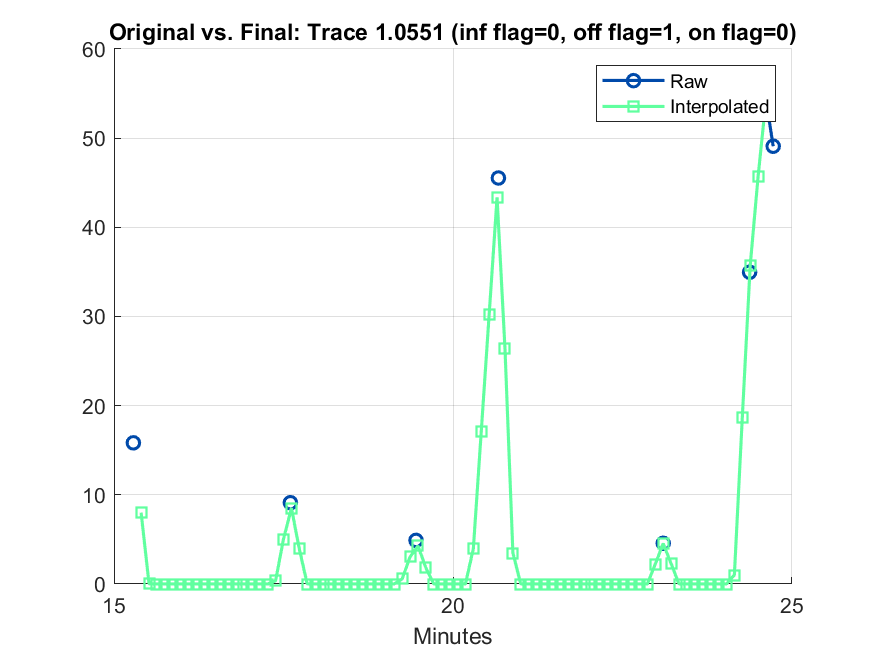 Original vs. Final: Trace 1.0551 (inf flag=0, off flag=1, on flag=0)
60
50
40
30
20
10
0
Raw
Interpolated
15
20
25
Minutes